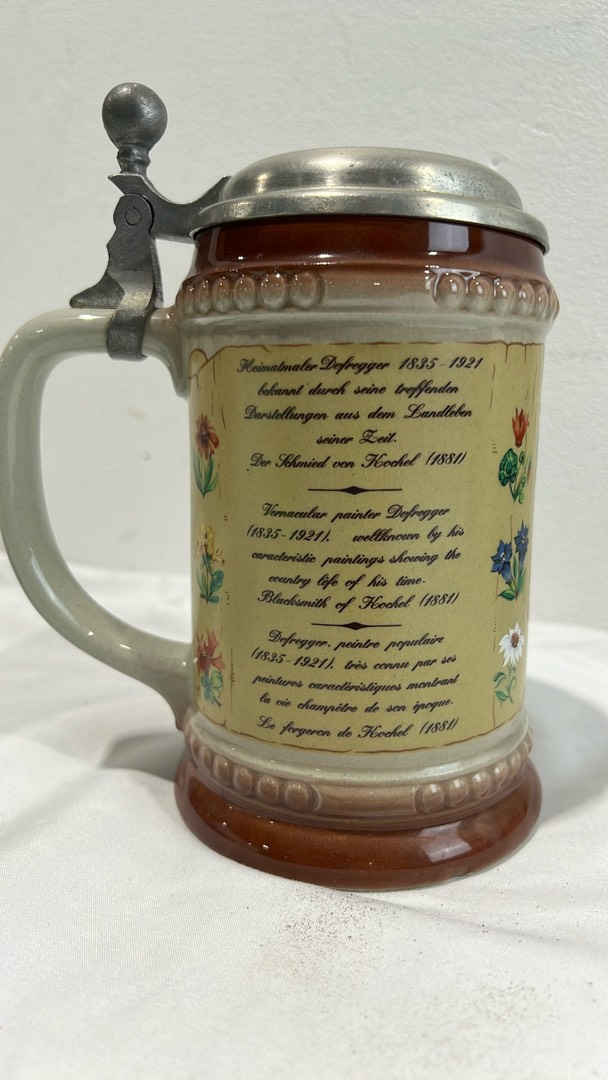 Heimatmaler Defregger 1835-1921
bekannt durch seine treffenden
Darstellungen aus dem Landleben
seiner Zeit.
Der Schmied von Kochel (1881)
Vernacular painter Defregger
(1835-1921), wellknown by his
caracteristic paintings showing the
country life of his time.
Blacksmith of Kochel (1881)
Defregger, peintre populaire
(1835-1921), très connu par ses
peintures caractéristiques montrant
la vie champêtre de son époque.
Le forgeron de Kochel (1881)